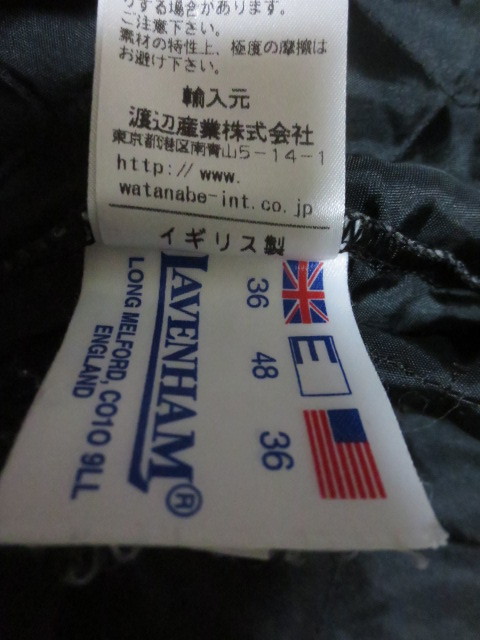 りする場合があります。
ご注意下さい。
素材の特性上、極度の摩擦は
お避け下さい。
輸入元
渡辺産業株式会社
東京都港区南青山5-14-1
http://www.
watanabe-int.co.jp
イギリス製
LAVENHAM®
LONG MELFORD, CO10 9LL
ENGLAND
36
E 48
36